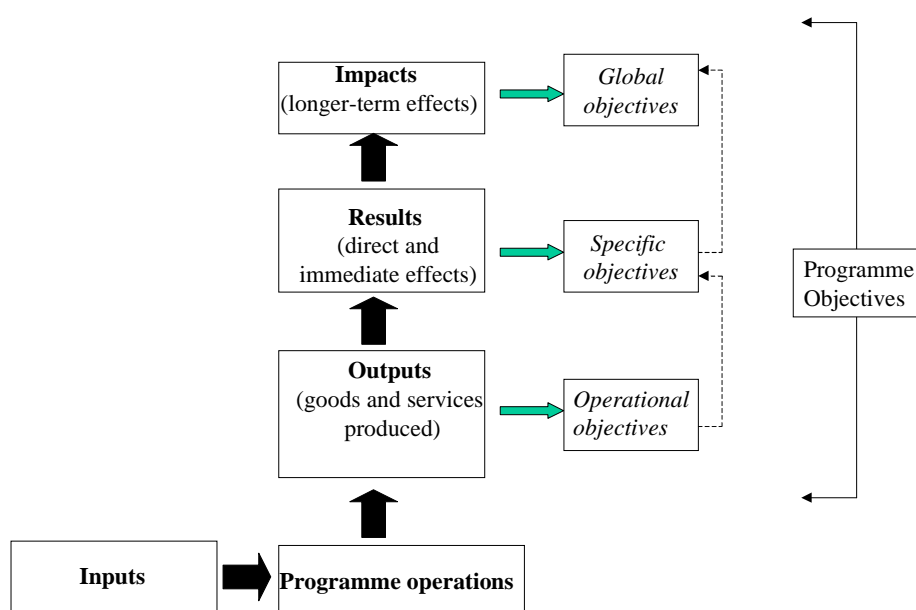 Impacts
(longer-term effects)
Global
objectives
Results
(direct and
immediate effects)
Specific
objectives
Programme
Objectives
Outputs
(goods and services
produced)
Operational
objectives
Inputs
Programme operations